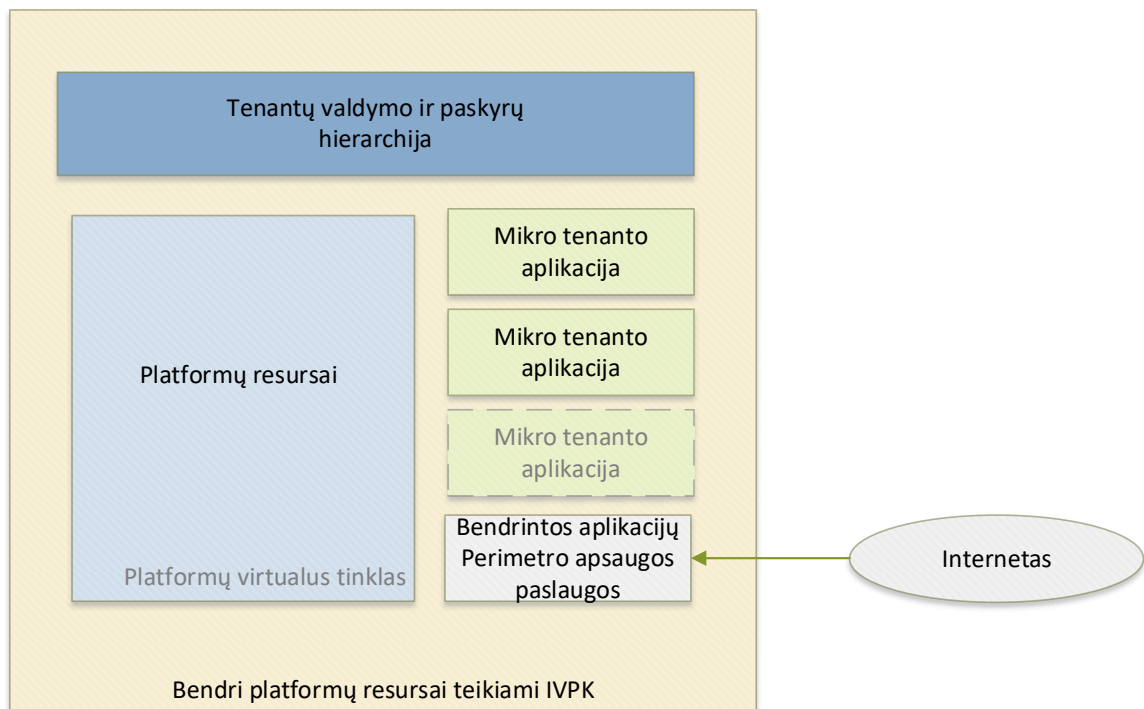 Tenantų valdymo ir paskyrų
hierarchija
Mikro tenanto
aplikacija
Platformų resursai
Mikro tenanto
aplikacija
Mikro tenanto
aplikacija
Platformų virtualus tinklas
Bendrintos aplikacijų
Perimetro apsaugos
paslaugos
Internetas
Bendri platformų resursai teikiami IVPK